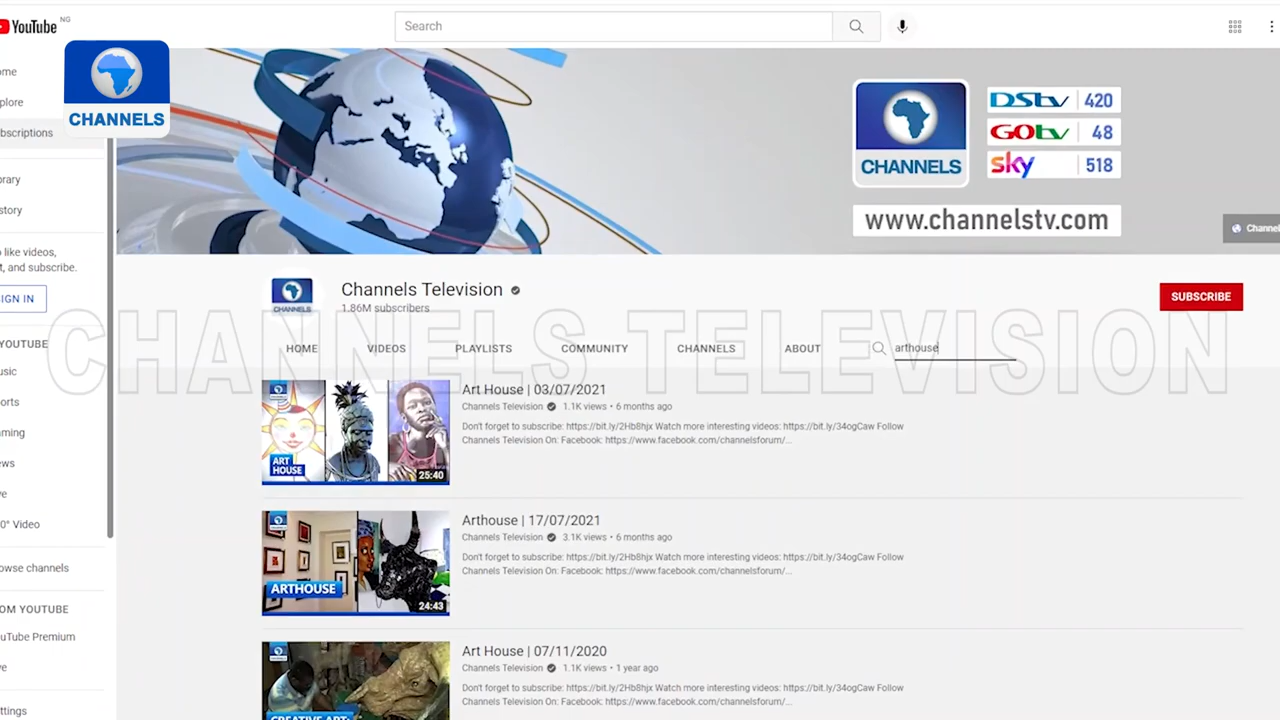 YouTube NG
Search
CHANNELS
ome
plore
bscriptions
brary
story
like videos,
t, and subscribe.
IGN IN
YOUTUBE
usic
orts
aming
ews
ve
0° Video
owse channels
OM YOUTUBE
uTube Premium
ve
ttings
CHANNELS
DStv 420
GOtv 48
sky 518
www.channelstv.com
Channel
Channels Television
1.86M subscribers
SUBSCRIBE
CHANNELS
CHANNELS TELEVISION
HOME VIDEOS PLAYLISTS COMMUNITY CHANNELS ABOUT arthouse
Art House | 03/07/2021
Channels Television 1.1K views • 6 months ago
Don't forget to subscribe: https://bit.ly/2Hb8hjx Watch more interesting videos: https://bit.ly/34ogCaw Follow
Channels Television On: Facebook: https://www.facebook.com/channelsforum/...
ART
HOUSE
25:40
Arthouse | 17/07/2021
Channels Television 3.1K views • 6 months ago
Don't forget to subscribe: https://bit.ly/2Hb8hjx Watch more interesting videos: https://bit.ly/34ogCaw Follow
Channels Television On: Facebook: https://www.facebook.com/channelsforum/...
ARTHOUSE
24:43
Art House | 07/11/2020
Channels Television 1.1K views • 1 year ago
Don't forget to subscribe: https://bit.ly/2Hb8hjx Watch more interesting videos: https://bit.ly/34ogCaw Follow
Channels Television On: Facebook: https://www.facebook.com/channelsforum/...
CREATIVE ART: